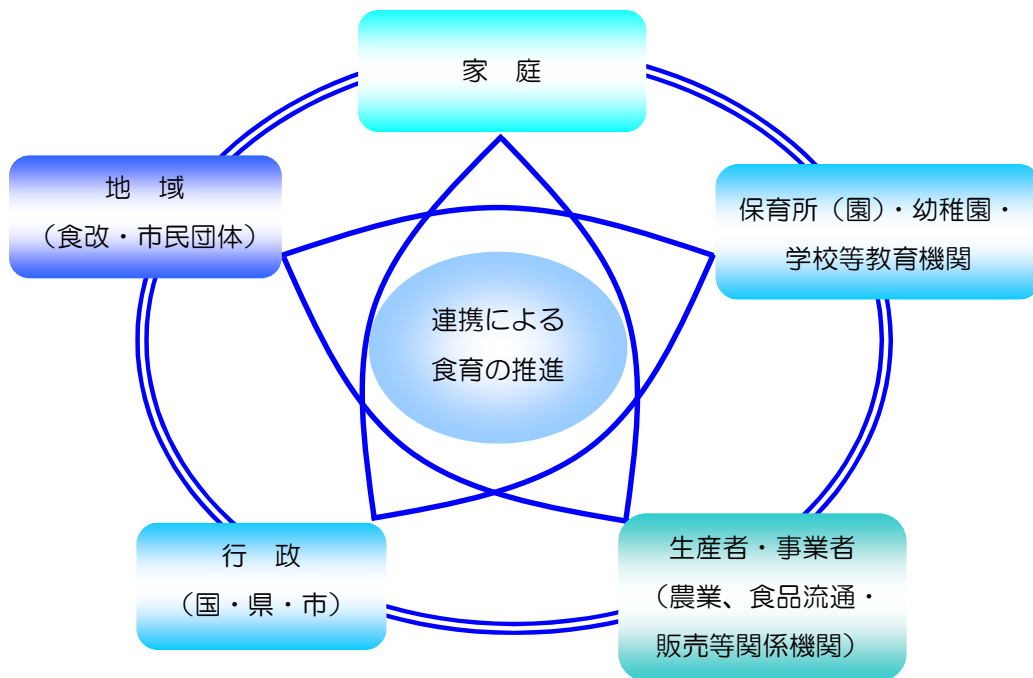 家　庭
地　域
（食改・市民団体）
保育所（園）・幼稚園・
学校等教育機関
連携による
食育の推進
行　政
（国・県・市）
生産者・事業者
（農業、食品流通・
販売等関係機関）